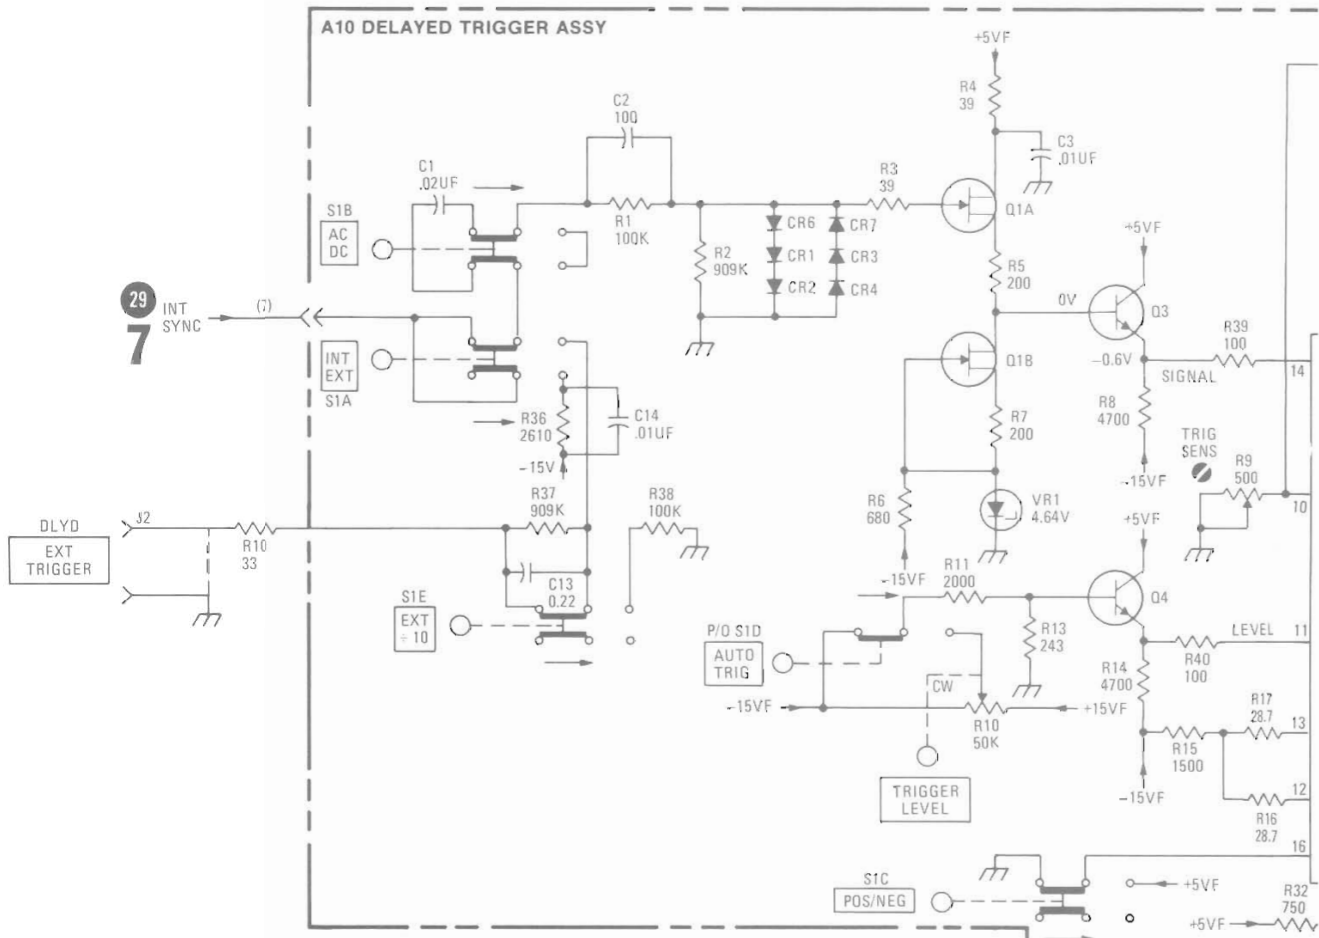 A10 DELAYED TRIGGER ASSY
+5VF
R4
39
C3
.01UF
C2
100
C1
.02UF
R1
100K
R3
39
Q1A
S1B
AC
DC
R2
909K
CR6
CR7
CR1
CR3
CR2
CR4
R5
200
+5VF
0V
Q3
29
7
INT
SYNC
(7)
INT
EXT
S1A
Q1B
-0.6V
R39
100
14
SIGNAL
R36
2610
C14
.01UF
-15V
R7
200
R8
4700
-15VF
TRIG
SENS
R9
500
10
R37
909K
R38
100K
R6
680
VR1
4.64V
+5VF
DLYD
J2
EXT
TRIGGER
R10
33
C13
0.22
-15VF
R11
2000
Q4
S1E
EXT
÷ 10
P/O S1D
AUTO
TRIG
R13
243
LEVEL
11
R14
4700
R40
100
CW
-15VF
R10
50K
+15VF
R17
28.7
13
R15
1500
TRIGGER
LEVEL
-15VF
12
R16
28.7
16
S1C
POS/NEG
+5VF
R32
750
+5VF